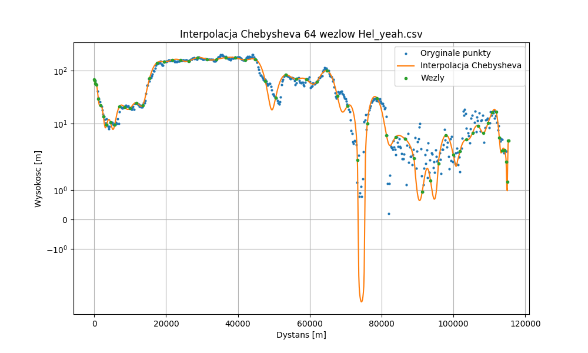 Interpolacja Chebysheva 64 wezlow Hel_yeah.csv
Oryginalne punkty
Interpolacja Chebysheva
Wezly
Wysokosc [m]
10²
10¹
10⁰
0
−10⁰
0 20000 40000 60000 80000 100000 120000
Dystans [m]